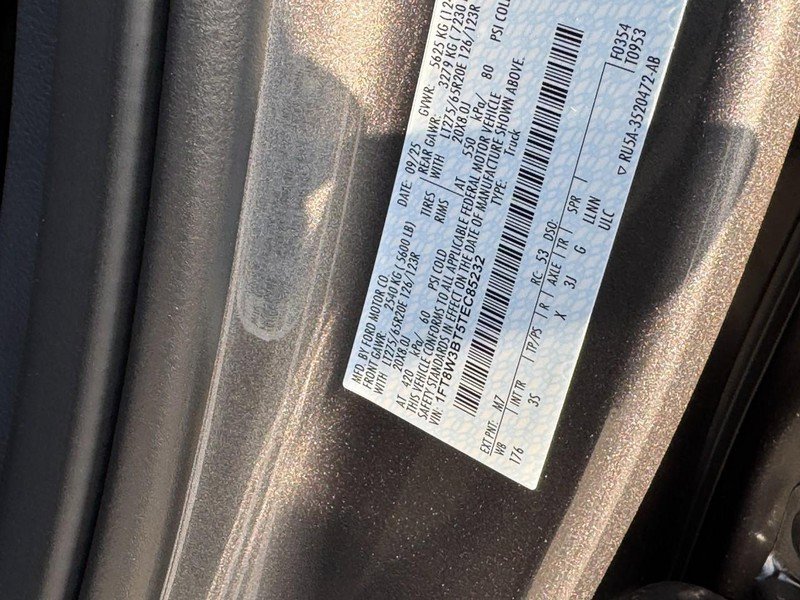 MFD. BY FORD MOTOR CO. DATE: 09/25 GVWR: 5625 KG (12
FRONT GAWR: 2540 KG (5600 LB) REAR GAWR: 3279 KG (7230
WITH LT275/65R20E 126/123R TIRES WITH LT275/65R20E 126/123R
20X8.0J RIMS 20X8.0J
AT 420 kPa/ 60 PSI COLD AT 550 kPa/ 80 PSI COL
THIS VEHICLE CONFORMS TO ALL APPLICABLE FEDERAL MOTOR VEHICLE
SAFETY STANDARDS IN EFFECT ON THE DATE OF MANUFACTURE SHOWN ABOVE.
VIN: 1FT8W3BT5TEC85232 TYPE: Truck
EXT PNT: M7 RC: 53 DSO: F0354
W8 INT TR TP/PS R AXLE TR SPR T0953
176 3S X 3J G LLNN
ULC
▽ RU5A-3520472-AB